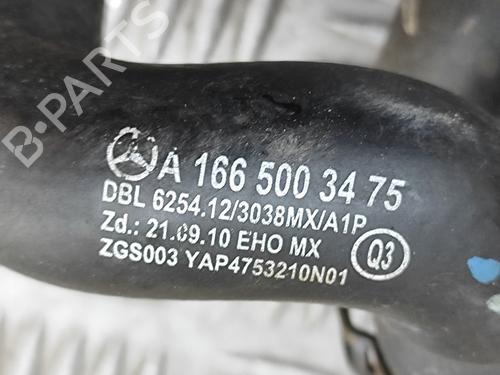 B-PARTS
A 166 500 34 75
DBL 6254.12/3038MX/A1P
Zd.: 21.09.10 EHO MX
Q3
ZGS003 YAP4753210N01